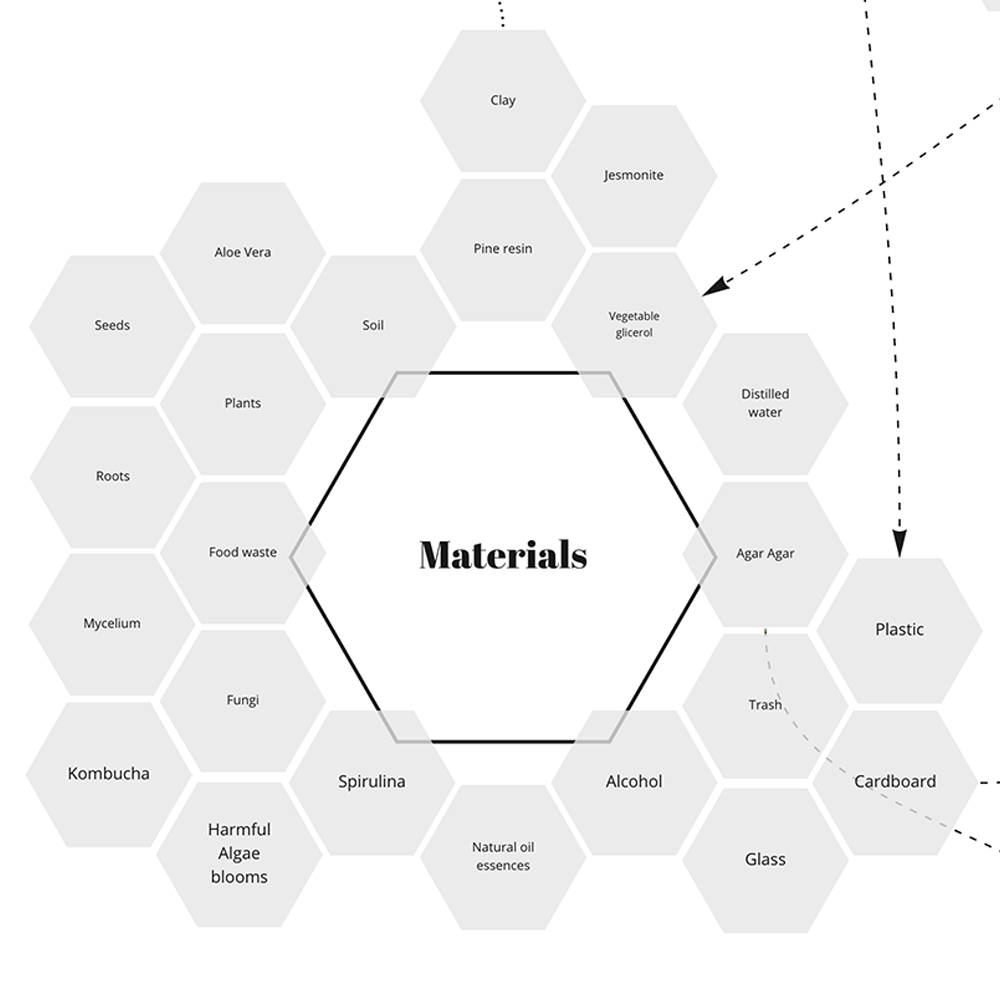 Clay
Jesmonite
Pine resin
Aloe Vera
Seeds
Soil
Vegetable
glicerol
Plants
Distilled
water
Roots
Food waste
Materials
Agar Agar
Mycelium
Plastic
Fungi
Trash
Kombucha
Spirulina
Alcohol
Cardboard
Harmful
Algae
blooms
Natural oil
essences
Glass